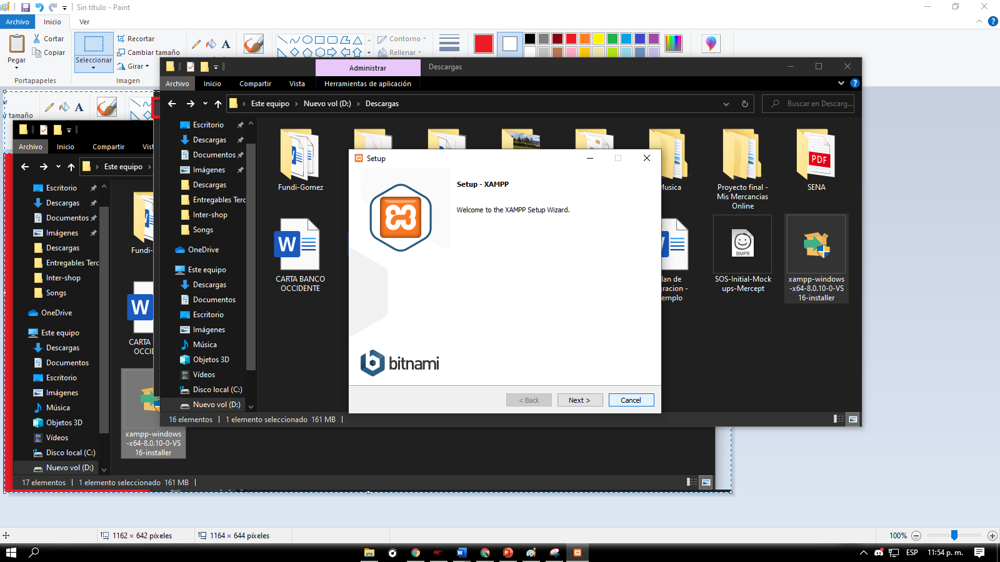 Sin título - Paint
Archivo
Inicio
Ver
Pegar
Cortar
Copiar
Portapapeles
Seleccionar
Recortar
Cambiar tamaño
Girar
Imagen
A
Contorno
Rellenar
ar
ar tamaño
A
Archivo
Inicio
Compartir
Vist
Este equipo
Escritorio
Descargas
Documentos
Imágenes
Descargas
Entregables Terc
Inter-shop
Songs
OneDrive
Este equipo
Descargas
Documentos
Escritorio
Imágenes
Música
Objetos 3D
Vídeos
Disco local (C:)
Nuevo vol (D:)
Fundi-
W
CARTA
OCCID
xampp-windows
-x64-8.0.10-0-VS
16-installer
17 elementos
1 elemento seleccionado 161 MB
Administrar
Descargas
Archivo
Inicio
Compartir
Vista
Herramientas de aplicación
Este equipo > Nuevo vol (D:) > Descargas
Buscar en Descarg...
Escritorio
Descargas
Documentos
Imágenes
Descargas
Entregables Terc
Inter-shop
Songs
OneDrive
Este equipo
Descargas
Documentos
Escritorio
Imágenes
Música
Objetos 3D
Vídeos
Disco local (C:)
Nuevo vol (D:)
Fundi-Gomez
Musica
Proyecto final -
Mis Mercancias
Online
PDF
SENA
W
CARTA BANCO
OCCIDENTE
lan de
gracion -
emplo
BMPR
SOS-Initial-Mock
ups-Mercept
xampp-windows
-x64-8.0.10-0-VS
16-installer
16 elementos
1 elemento seleccionado 161 MB
Setup
Setup - XAMPP
Welcome to the XAMPP Setup Wizard.
bitnami
< Back
Next >
Cancel
1162 × 642 píxeles
1164 × 644 píxeles
100%
ESP
11:54 p. m.